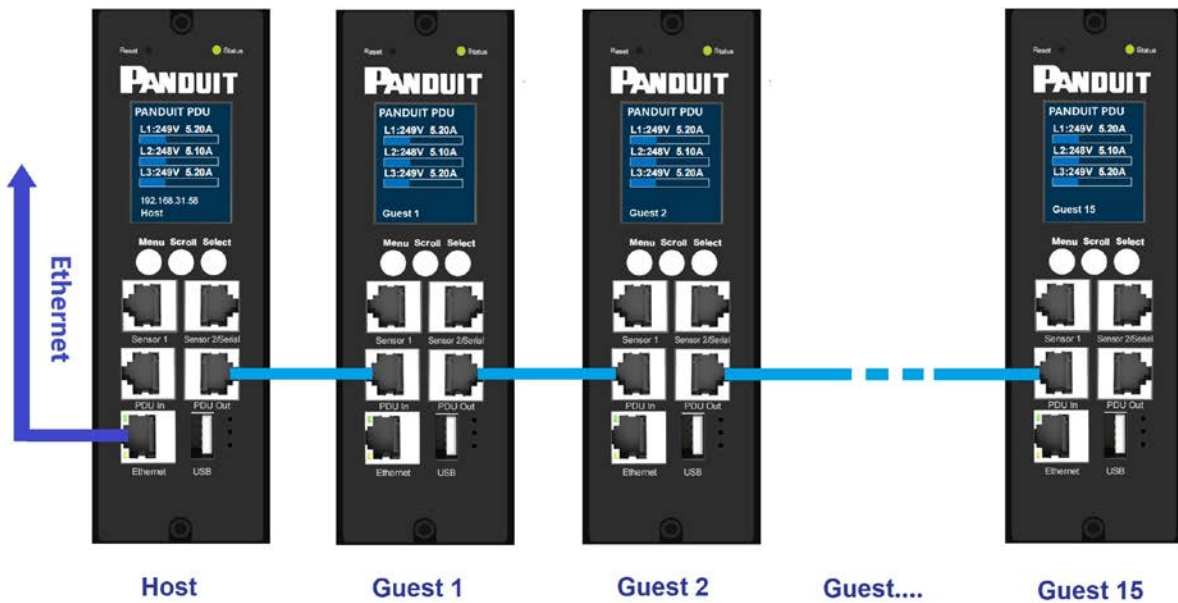 Reset Status
PANDUIT
PANDUIT PDU
L1:249V 5.20A
L2:248V 5.10A
L3:249V 5.20A
192.168.31.58
Host
Menu Scroll Select
Sensor 1 Sensor 2/Serial
PDU In PDU Out
Ethernet USB
Reset Status
PANDUIT
PANDUIT PDU
L1:249V 5.20A
L2:248V 5.10A
L3:249V 5.20A
Guest 1
Menu Scroll Select
Sensor 1 Sensor 2/Serial
PDU In PDU Out
Ethernet USB
Reset Status
PANDUIT
PANDUIT PDU
L1:249V 5.20A
L2:248V 5.10A
L3:249V 5.20A
Guest 2
Menu Scroll Select
Sensor 1 Sensor 2/Serial
PDU In PDU Out
Ethernet USB
Reset Status
PANDUIT
PANDUIT PDU
L1:249V 5.20A
L2:248V 5.10A
L3:249V 5.20A
Guest 15
Menu Scroll Select
Sensor 1 Sensor 2/Serial
PDU In PDU Out
Ethernet USB
Ethernet
Host Guest 1 Guest 2 Guest.... Guest 15